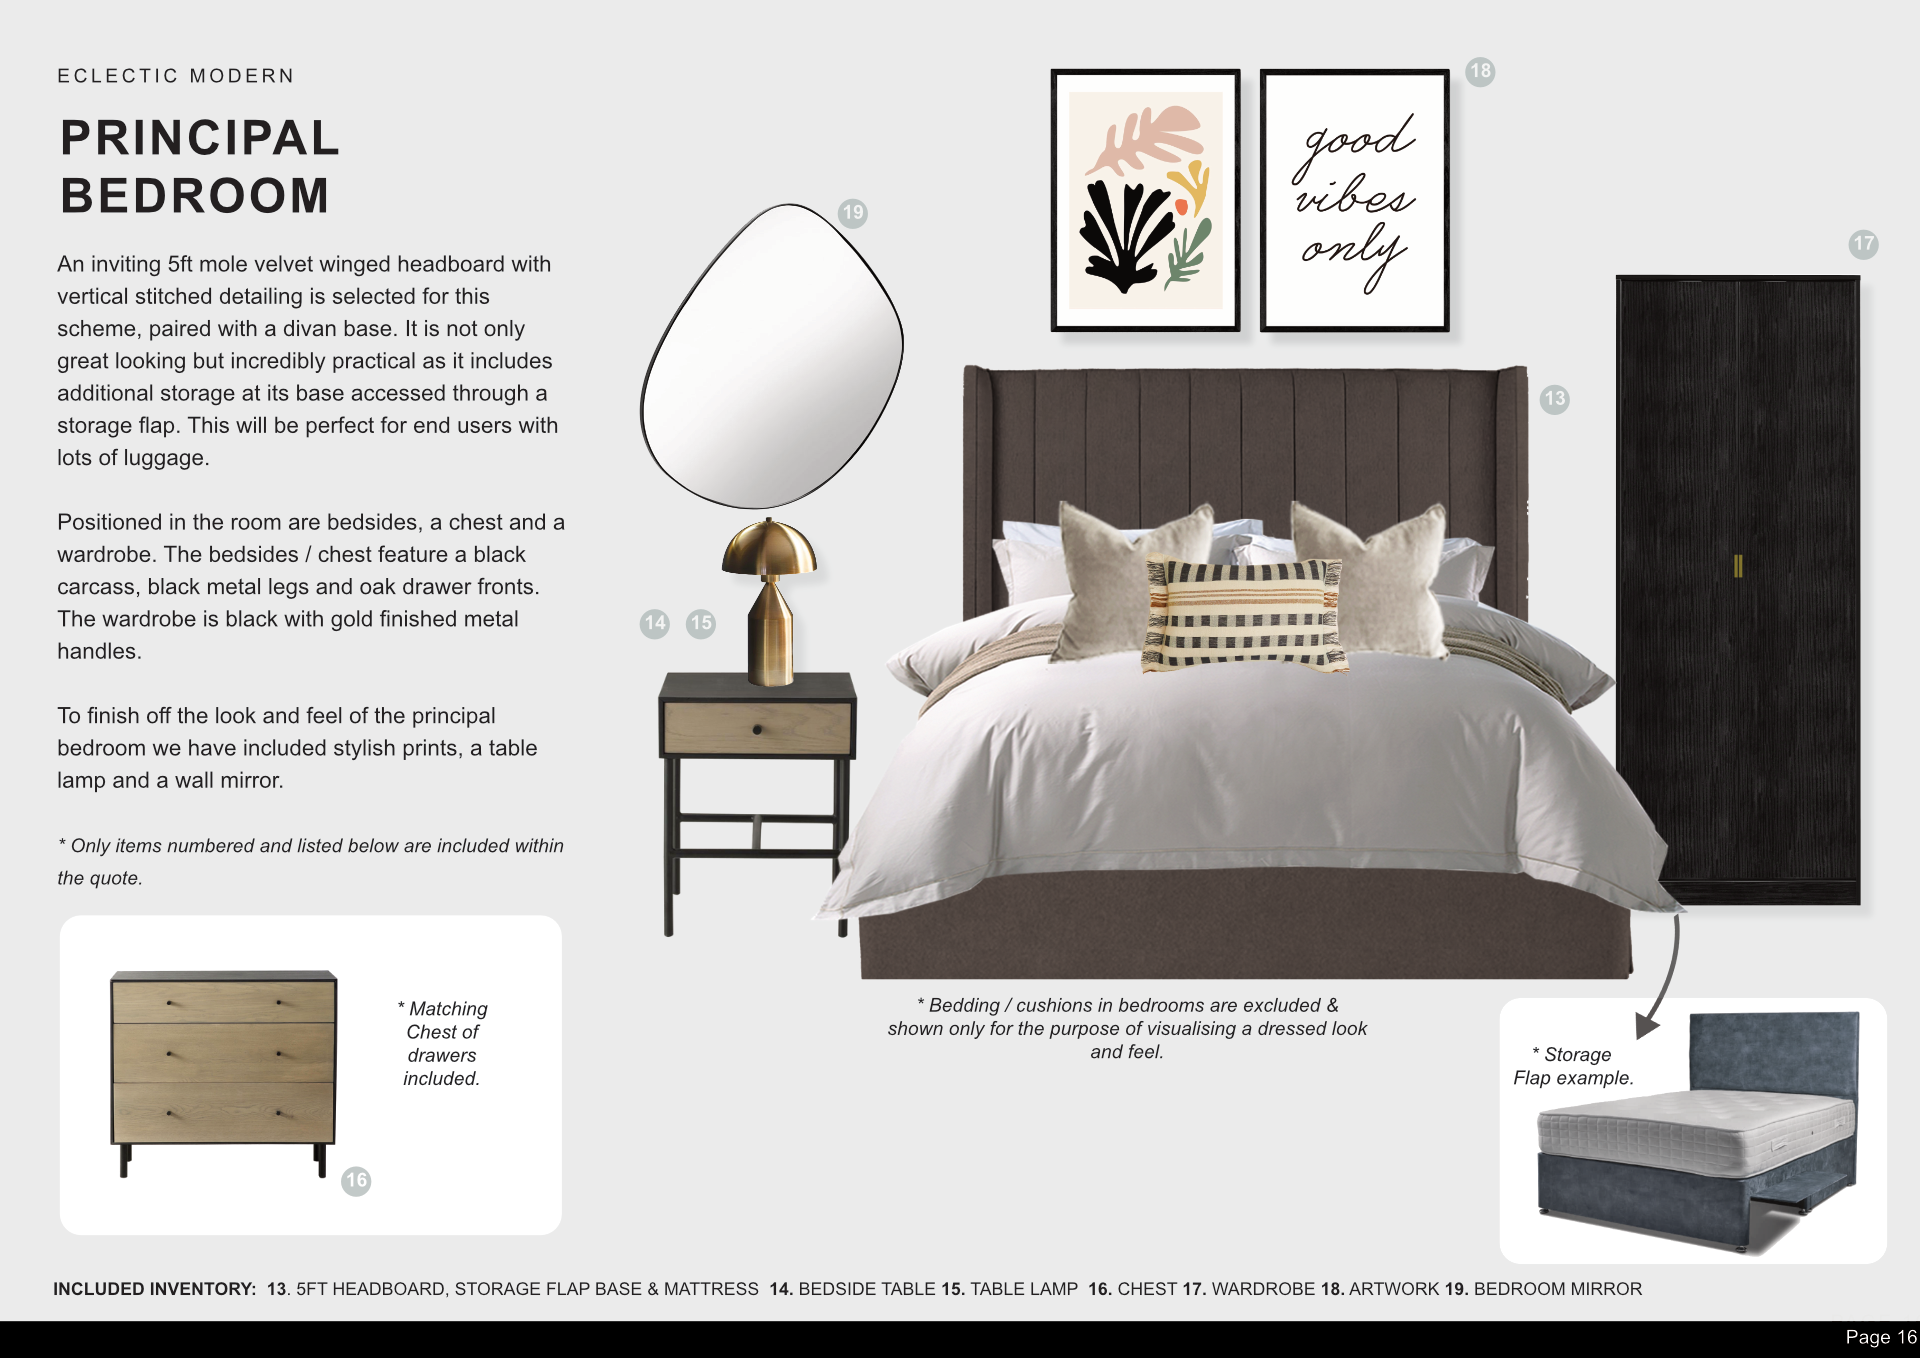 ECLECTIC MODERN
PRINCIPAL
BEDROOM
An inviting 5ft mole velvet winged headboard with
vertical stitched detailing is selected for this
scheme, paired with a divan base. It is not only
great looking but incredibly practical as it includes
additional storage at its base accessed through a
storage flap. This will be perfect for end users with
lots of luggage.
Positioned in the room are bedsides, a chest and a
wardrobe. The bedsides / chest feature a black
carcass, black metal legs and oak drawer fronts.
The wardrobe is black with gold finished metal
handles.
To finish off the look and feel of the principal
bedroom we have included stylish prints, a table
lamp and a wall mirror.
* Only items numbered and listed below are included within
the quote.
* Matching
Chest of
drawers
included.
16
19
14 15
good
vibes
only
18
17
13
* Bedding / cushions in bedrooms are excluded &
shown only for the purpose of visualising a dressed look
and feel.
* Storage
Flap example.
INCLUDED INVENTORY: 13. 5FT HEADBOARD, STORAGE FLAP BASE & MATTRESS 14. BEDSIDE TABLE 15. TABLE LAMP 16. CHEST 17. WARDROBE 18. ARTWORK 19. BEDROOM MIRROR
Page 16